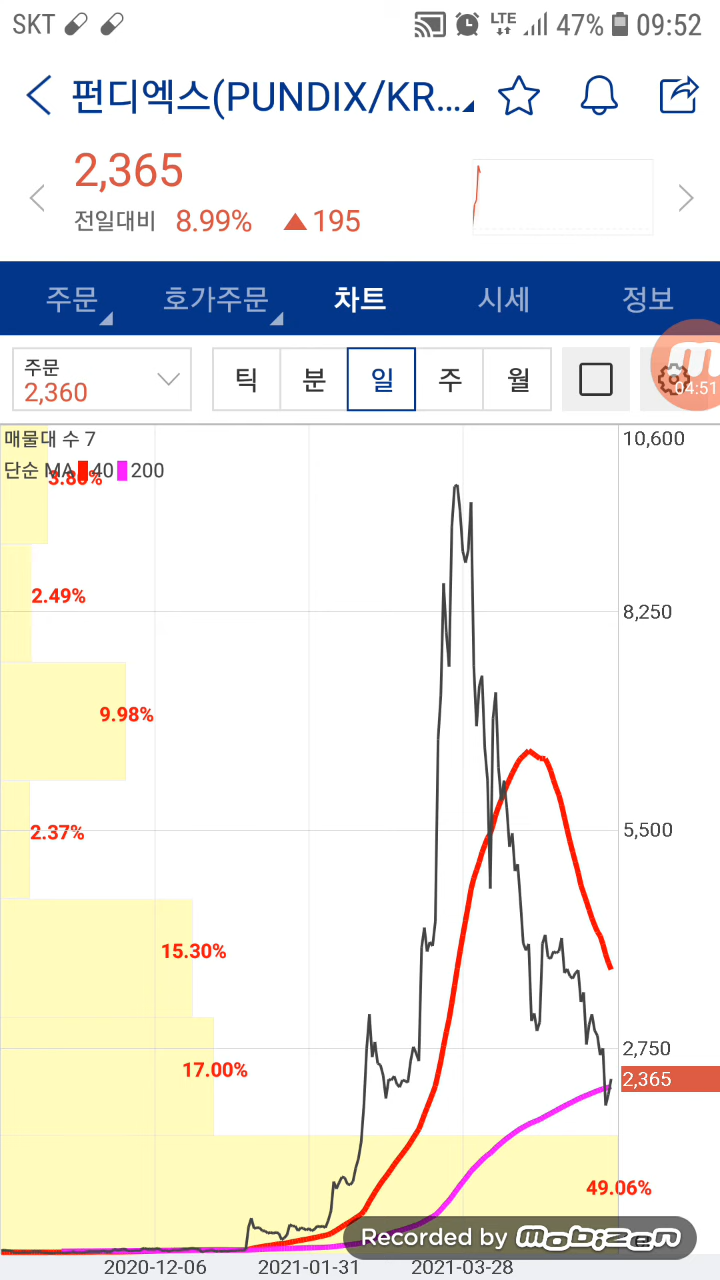 SKT LTE 47% 09:52
펀디엑스(PUNDIX/KR...
2,365
전일대비 8.99% ▲195
주문 호가주문 차트 시세 정보
주문
2,360
틱 분 일 주 월
04:51
매물대 수 7
단순 MA 40 200
10,600
2.49%
8,250
9.98%
2.37%
5,500
15.30%
2,750
17.00%
2,365
49.06%
Recorded by mobizen
2020-12-06 2021-01-31 2021-03-28